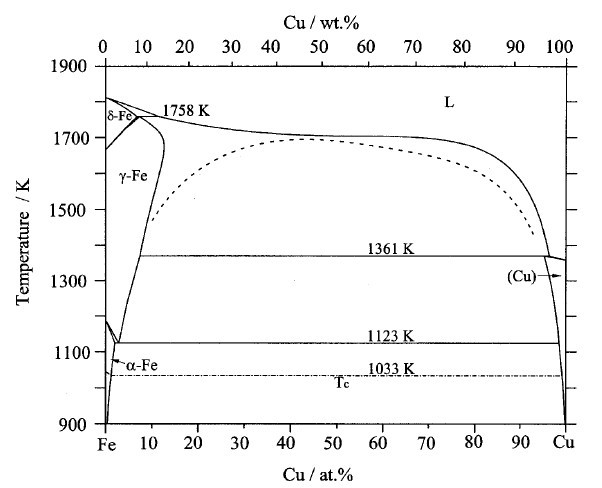 Cu / wt.%
0 10 20 30 40 50 60 70 80 90 100
1900
L
δ-Fe
1758 K
1700
γ-Fe
1500
Temperature / K
1361 K
(Cu)
1300
1123 K
1100
α-Fe
1033 K
Tc
900
Fe 10 20 30 40 50 60 70 80 90 Cu
Cu / at.%